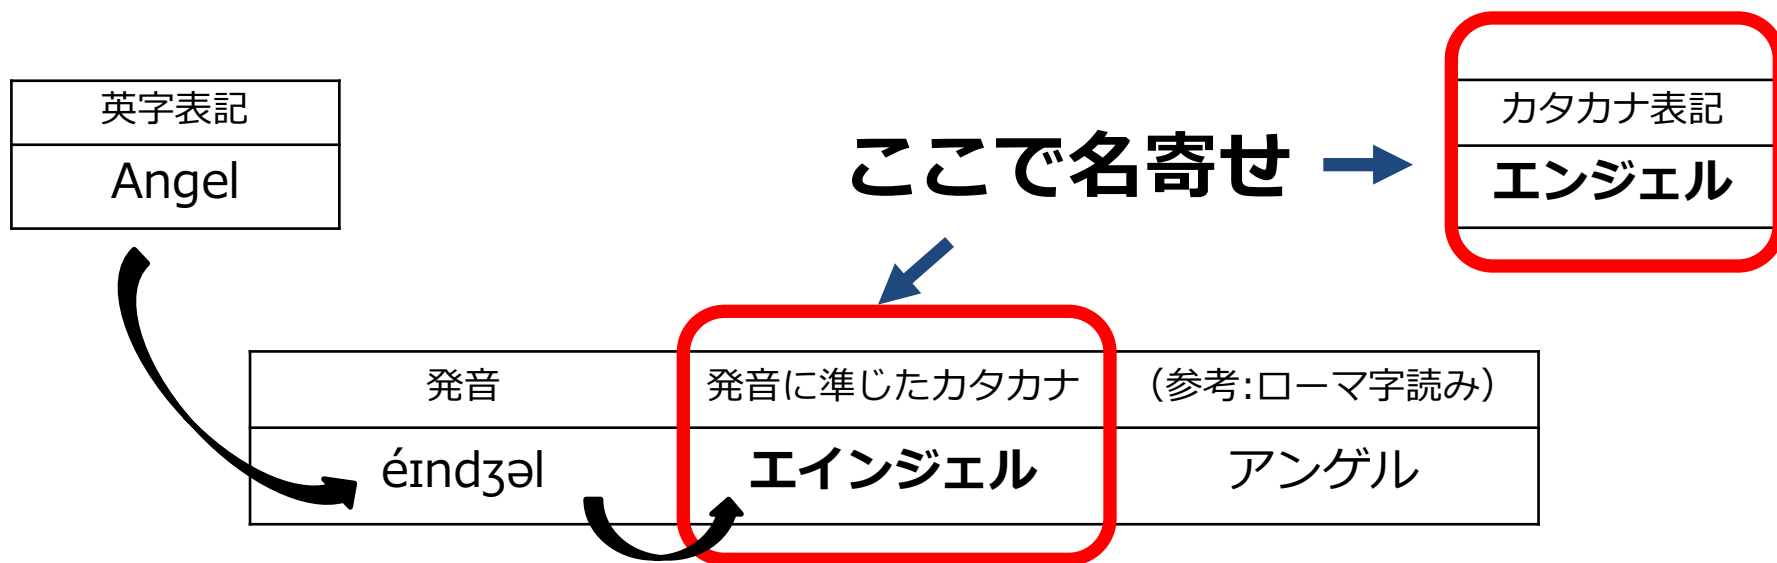 英字表記
Angel
ここで名寄せ
カタカナ表記
エンジェル
発音
発音に準じたカタカナ
（参考:ローマ字読み）
éɪndʒəl
エインジェル
アンゲル